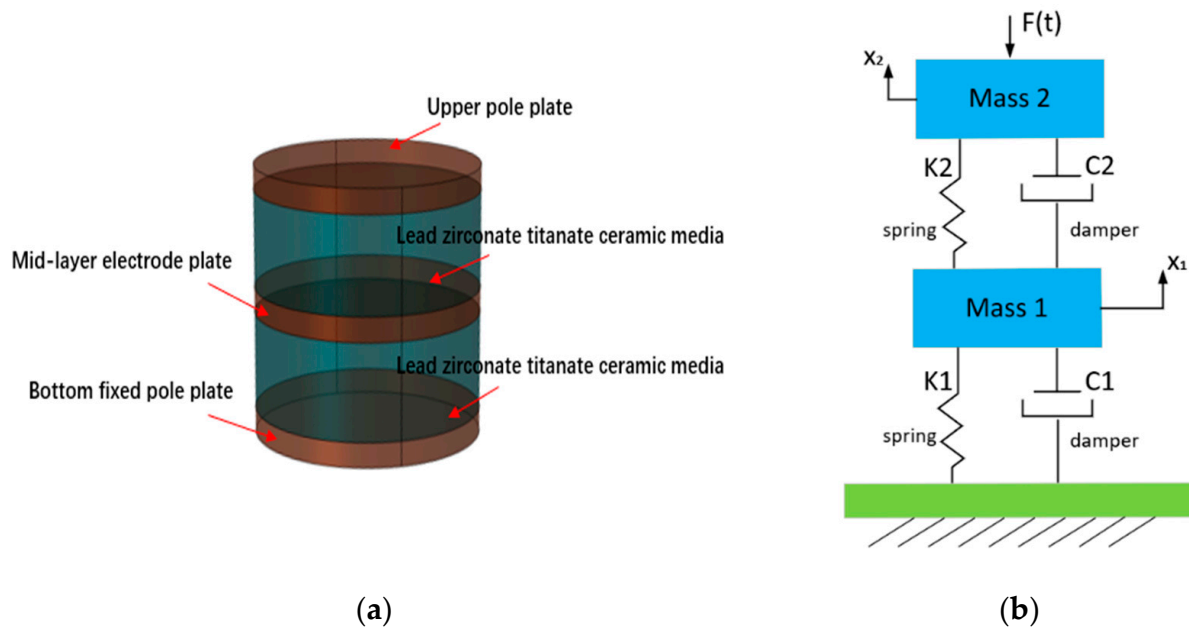 Upper pole plate
Lead zirconate titanate ceramic media
Mid-layer electrode plate
Lead zirconate titanate ceramic media
Bottom fixed pole plate
(a)
F(t)
x₂
Mass 2
K2
C2
spring
damper
x₁
Mass 1
K1
C1
spring
damper
(b)